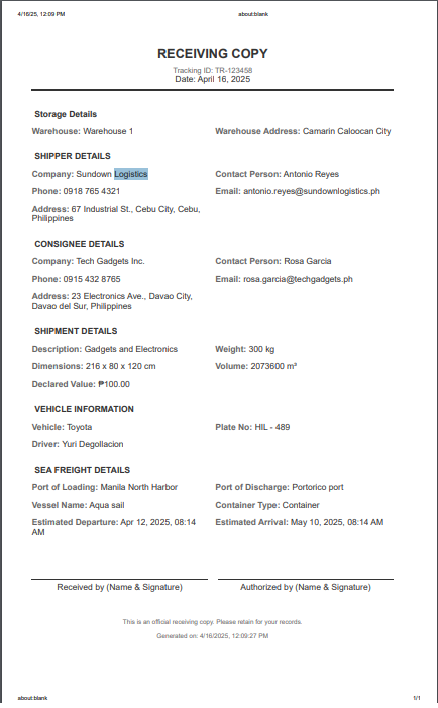 4/16/25, 12:09 PM about:blank
RECEIVING COPY
Tracking ID: TR-123458
Date: April 16, 2025
Storage Details
Warehouse: Warehouse 1 Warehouse Address: Camarin Caloocan City
SHIPPER DETAILS
Company: Sundown Logistics Contact Person: Antonio Reyes
Phone: 0918 765 4321 Email: antonio.reyes@sundownlogistics.ph
Address: 67 Industrial St., Cebu City, Cebu,
Philippines
CONSIGNEE DETAILS
Company: Tech Gadgets Inc. Contact Person: Rosa Garcia
Phone: 0915 432 8765 Email: rosa.garcia@techgadgets.ph
Address: 23 Electronics Ave., Davao City,
Davao del Sur, Philippines
SHIPMENT DETAILS
Description: Gadgets and Electronics Weight: 300 kg
Dimensions: 216 x 80 x 120 cm Volume: 2073600 m³
Declared Value: ₱100.00
VEHICLE INFORMATION
Vehicle: Toyota Plate No: HIL - 489
Driver: Yuri Degollacion
SEA FREIGHT DETAILS
Port of Loading: Manila North Harbor Port of Discharge: Portorico port
Vessel Name: Aqua sail Container Type: Container
Estimated Departure: Apr 12, 2025, 08:14 Estimated Arrival: May 10, 2025, 08:14 AM
AM
Received by (Name & Signature) Authorized by (Name & Signature)
This is an official receiving copy. Please retain for your records.
Generated on: 4/16/2025, 12:09:27 PM
about:blank 1/1